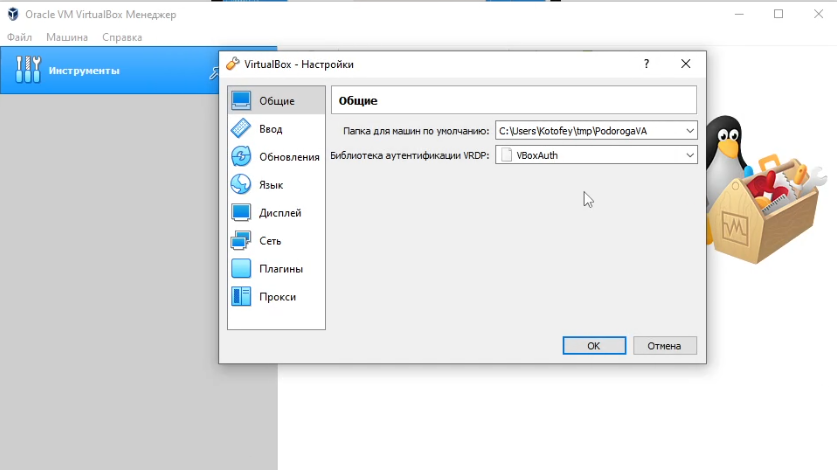 Oracle VM VirtualBox Менеджер
Файл Машина Справка
Инструменты
VirtualBox - Настройки
?
Общие
Ввод
Обновления
Язык
Дисплей
Сеть
Плагины
Прокси
Общие
Папка для машин по умолчанию: C:\Users\Kotofey\tmp\PodorogaVA
Библиотека аутентификации VRDP: VBoxAuth
OK Отмена